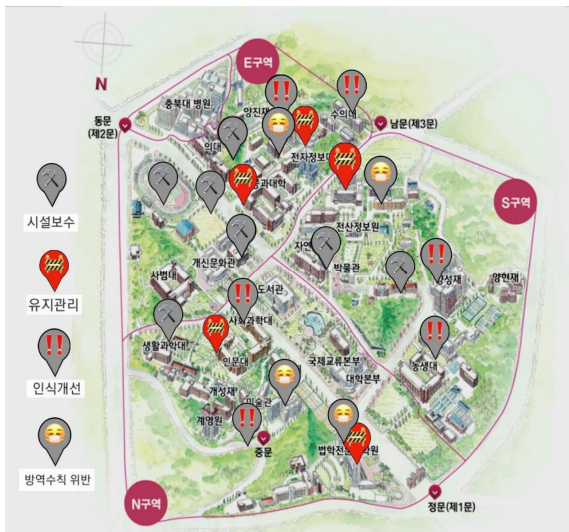 N
E구역
충북대 병원
양진재
수의대
동문
(제2문)
남문(제3문)
의대
전자정보대
공과대학
S구역
시설보수
전산정보원
자연
개신문화관
박물관
양성재
양현재
사범대
도서관
유지관리
사회과학대
생활과학대
인문대
국제교류본부
농생대
대학본부
개성재
미술관
인식개선
계영원
중문
법학전문
학원
방역수칙 위반
N구역
정문(제1문)